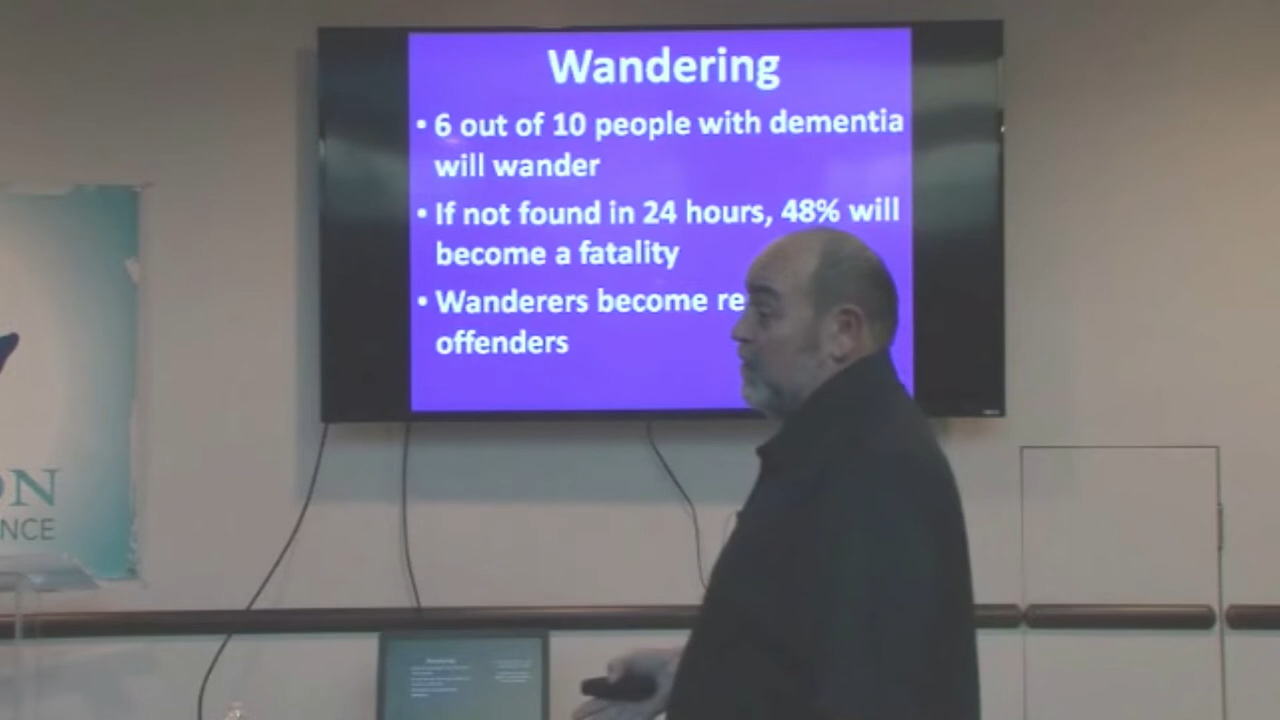 Wandering
• 6 out of 10 people with dementia
will wander
• If not found in 24 hours, 48% will
become a fatality
• Wanderers become re
offenders
ON
NCE